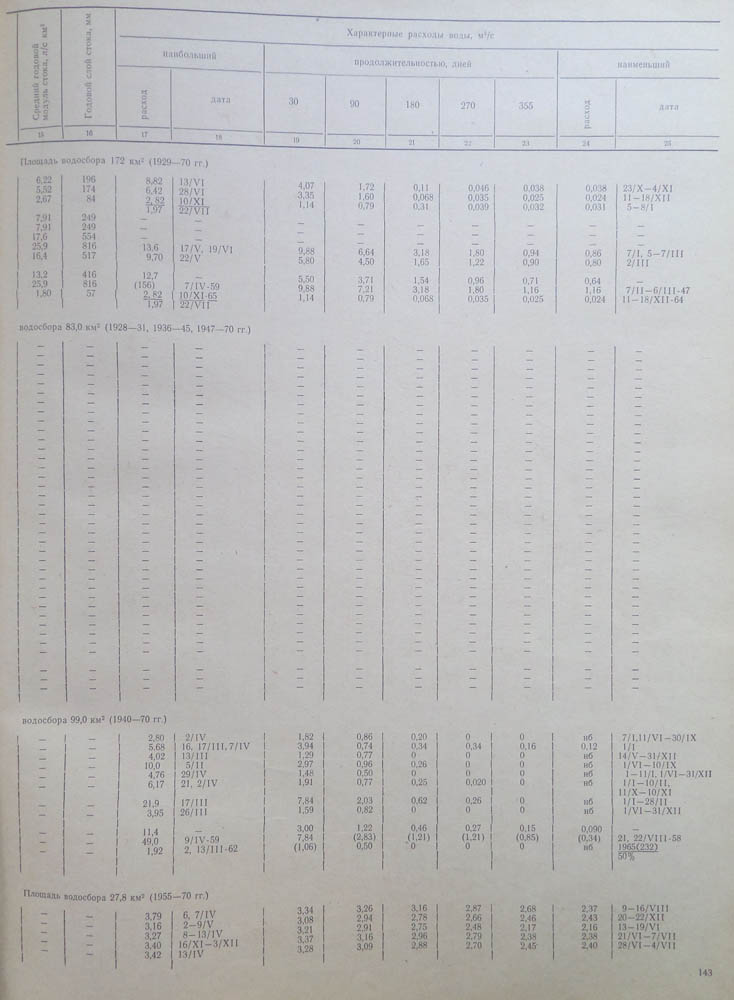 Средний годовой модуль стока, л/с км² | Годовой слой стока, мм | Характерные расходы воды, м³/с
наибольший | продолжительностью, дней | наименьший
расход | дата | 30 | 90 | 180 | 270 | 355 | расход | дата
15 | 16 | 17 | 18 | 19 | 20 | 21 | 22 | 23 | 24 | 25
Площадь водосбора 172 км² (1929—70 гг.)
6,22 | 196 | 8,82 | 13/VI | 4,07 | 1,72 | 0,11 | 0,046 | 0,038 | 0,038 | 23/X—4/XI
5,52 | 174 | 6,42 | 28/VI | 3,35 | 1,60 | 0,068 | 0,035 | 0,025 | 0,024 | 11—18/XII
2,67 | 84 | 2,82 | 10/XI | 1,14 | 0,79 | 0,31 | 0,039 | 0,032 | 0,031 | 5—8/I
1,97 | 22/VII
7,91 | 249 | — | — | — | — | — | — | — | — | —
7,91 | 249 | — | — | — | — | — | — | — | — | —
17,6 | 554 | — | — | — | — | — | — | — | — | —
25,9 | 816 | 13,6 | 17/V, 19/VI | 9,88 | 6,64 | 3,18 | 1,80 | 0,94 | 0,86 | 7/I, 5—7/III
16,4 | 517 | 9,70 | 22/V | 5,80 | 4,50 | 1,65 | 1,22 | 0,90 | 0,80 | 2/III
13,2 | 416 | 12,7 | — | 5,50 | 3,71 | 1,54 | 0,96 | 0,71 | 0,64 | —
25,9 | 816 | (156) | 7/IV-59 | 9,88 | 7,21 | 3,18 | 1,80 | 1,16 | 1,16 | 7/II—6/III-47
1,80 | 57 | 2,82 | 10/XI-65 | 1,14 | 0,79 | 0,068 | 0,035 | 0,025 | 0,024 | 11—18/XII-64
1,97 | 22/VII
водосбора 83,0 км² (1928—31, 1936—45, 1947—70 гг.)
водосбора 99,0 км² (1940—70 гг.)
— | — | 2,80 | 2/IV | 1,82 | 0,86 | 0,20 | 0 | 0 | нб | 7/I,11/VI—30/IX
— | — | 5,68 | 16, 17/III,7/IV | 3,94 | 0,74 | 0,34 | 0,34 | 0,16 | 0,12 | 1/I
— | — | 4,02 | 13/III | 1,29 | 0,77 | 0 | 0 | 0 | нб | 14/V—31/XII
— | — | 10,0 | 5/II | 2,97 | 0,96 | 0,26 | 0 | 0 | нб | 1/VI—10/IX
— | — | 4,76 | 29/IV | 1,48 | 0,50 | 0 | 0 | 0 | нб | 1—11/I, 1/VI—31/XII
— | — | 6,17 | 21, 2/IV | 1,91 | 0,77 | 0,25 | 0,020 | 0 | нб | 1/I—10/II,
11/X—10/XI
— | — | 21,9 | 17/III | 7,84 | 2,03 | 0,62 | 0,26 | 0 | нб | 1/I—28/II
— | — | 3,95 | 26/III | 1,59 | 0,82 | 0 | 0 | 0 | нб | 1/VI—31/XII
— | — | 11,4 | — | 3,00 | 1,22 | 0,46 | 0,27 | 0,15 | 0,090 | —
— | — | 49,0 | 9/IV-59 | 7,84 | (2,83) | (1,21) | (1,21) | (0,85) | (0,34) | 21, 22/VIII-58
— | — | 1,92 | 2, 13/III-62 | (1,06) | 0,50 | 0 | 0 | 0 | нб | 1965(232)
50%
Площадь водосбора 27,8 км² (1955—70 гг.)
— | — | 3,79 | 6, 7/IV | 3,34 | 3,26 | 3,16 | 2,87 | 2,68 | 2,37 | 9—16/VIII
— | — | 3,16 | 2—9/V | 3,08 | 2,94 | 2,78 | 2,66 | 2,46 | 2,43 | 20—22/XII
— | — | 3,27 | 8—13/IV | 3,21 | 2,91 | 2,75 | 2,48 | 2,17 | 2,16 | 13—19/VI
— | — | 3,40 | 16/XI—3/XII | 3,37 | 3,16 | 2,96 | 2,79 | 2,38 | 2,38 | 21/VI—7/VII
— | — | 3,42 | 13/IV | 3,28 | 3,09 | 2,88 | 2,70 | 2,45 | 2,40 | 28/VI—4/VII
143